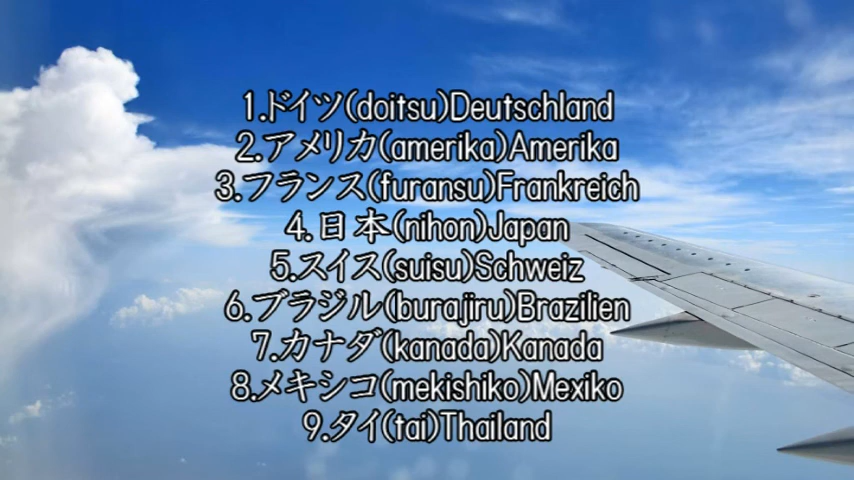 1.ドイツ(doitsu)Deutschland
2.アメリカ(amerika)Amerika
3.フランス(furansu)Frankreich
4.日本(nihon)Japan
5.スイス(suisu)Schweiz
6.ブラジル(burajiru)Brazilien
7.カナダ(kanada)Kanada
8.メキシコ(mekishiko)Mexiko
9.タイ(tai)Thailand